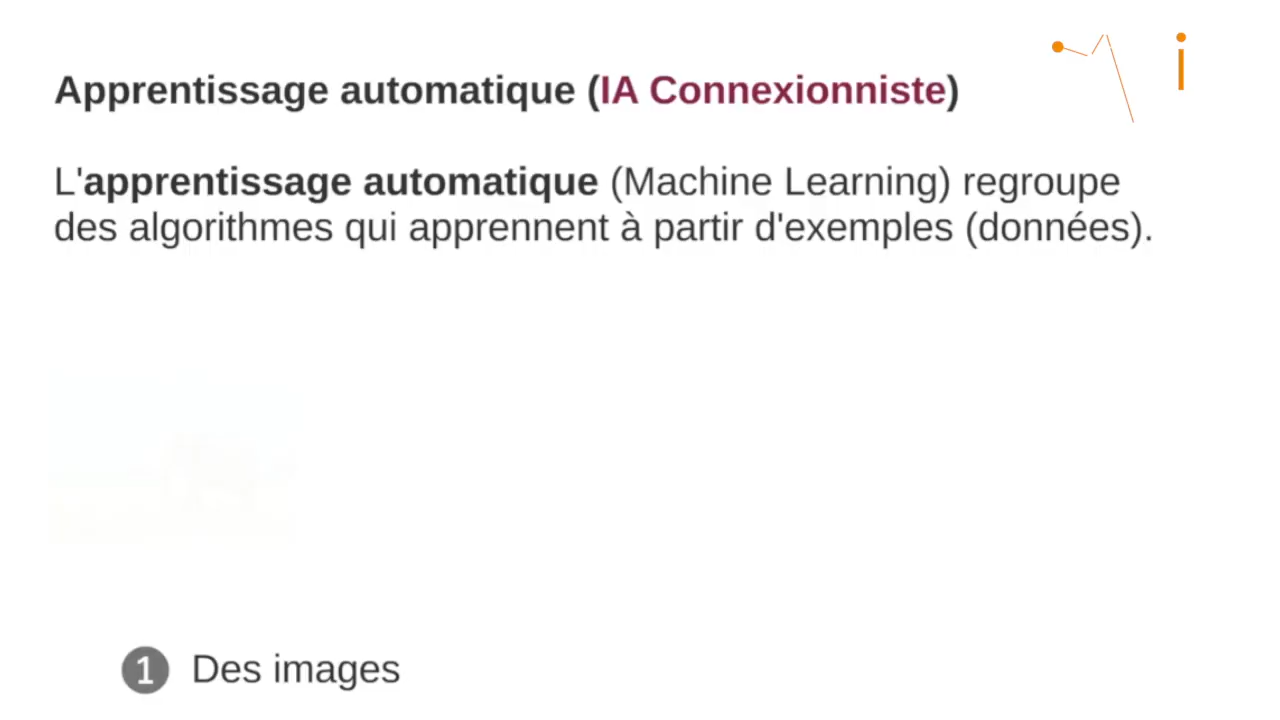 Apprentissage automatique (IA Connexionniste)
L'apprentissage automatique (Machine Learning) regroupe
des algorithmes qui apprennent à partir d'exemples (données).
1 Des images